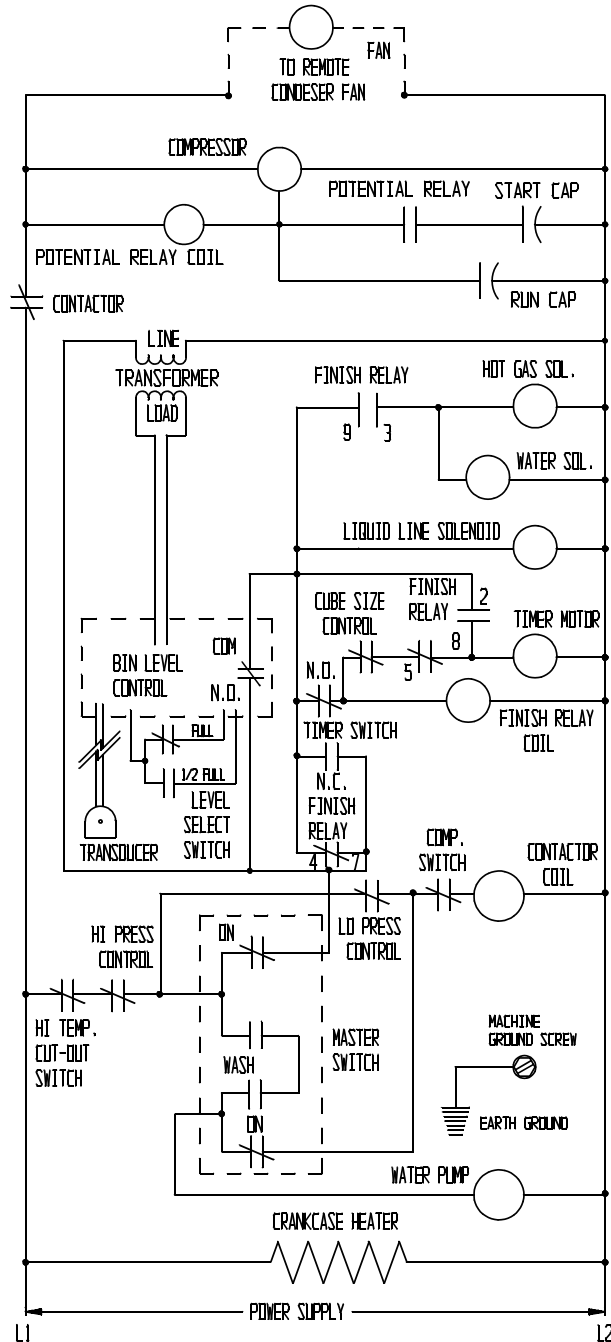 FAN
TO REMOTE
CONDESER FAN
COMPRESSOR
POTENTIAL RELAY
START CAP
POTENTIAL RELAY COIL
CONTACTOR
RUN CAP
LINE
TRANSFORMER
LOAD
FINISH RELAY
HOT GAS SOL.
9
3
WATER SOL.
LIQUID LINE SOLENOID
CUBE SIZE
CONTROL
FINISH
RELAY
2
TIMER MOTOR
COM
8
BIN LEVEL
CONTROL
N.O.
5
N.O.
FINISH RELAY
COIL
TIMER SWITCH
FULL
1/2 FULL
LEVEL
SELECT
SWITCH
N.C.
FINISH
RELAY
4
7
TRANSDUCER
COMP.
SWITCH
CONTACTOR
COIL
LO PRESS
CONTROL
HI PRESS
CONTROL
ON
HI TEMP.
CUT-OUT
SWITCH
MASTER
SWITCH
WASH
ON
MACHINE
GROUND SCREW
EARTH GROUND
WATER PUMP
CRANKCASE HEATER
POWER SUPPLY
L1
L2